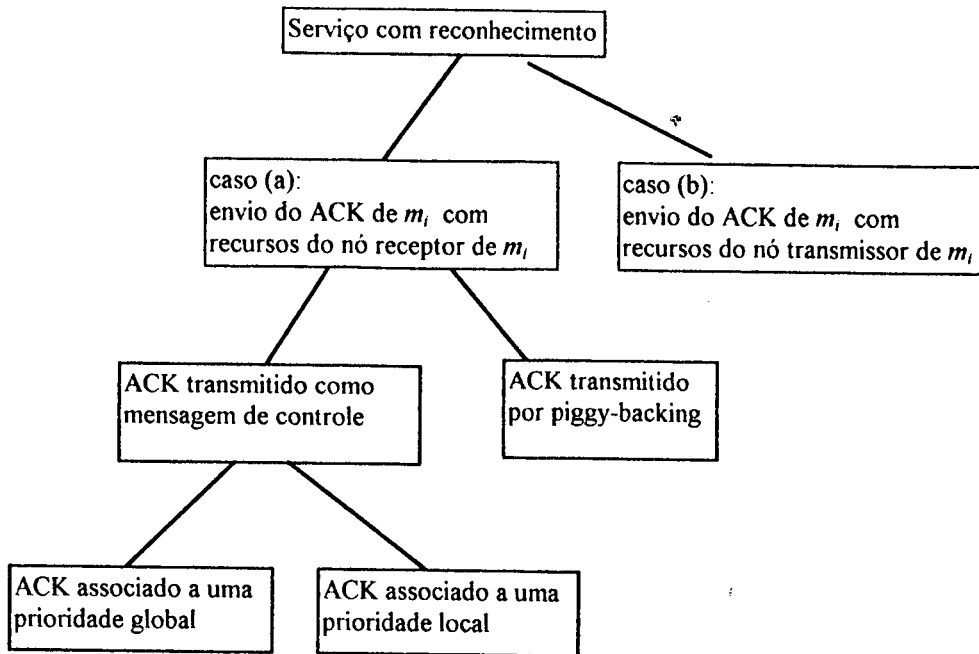 Serviço com reconhecimento
caso (a):
envio do ACK de mᵢ com
recursos do nó receptor de mᵢ
caso (b):
envio do ACK de mᵢ com
recursos do nó transmissor de mᵢ
ACK transmitido como
mensagem de controle
ACK transmitido
por piggy-backing
ACK associado a uma
prioridade global
ACK associado a uma
prioridade local